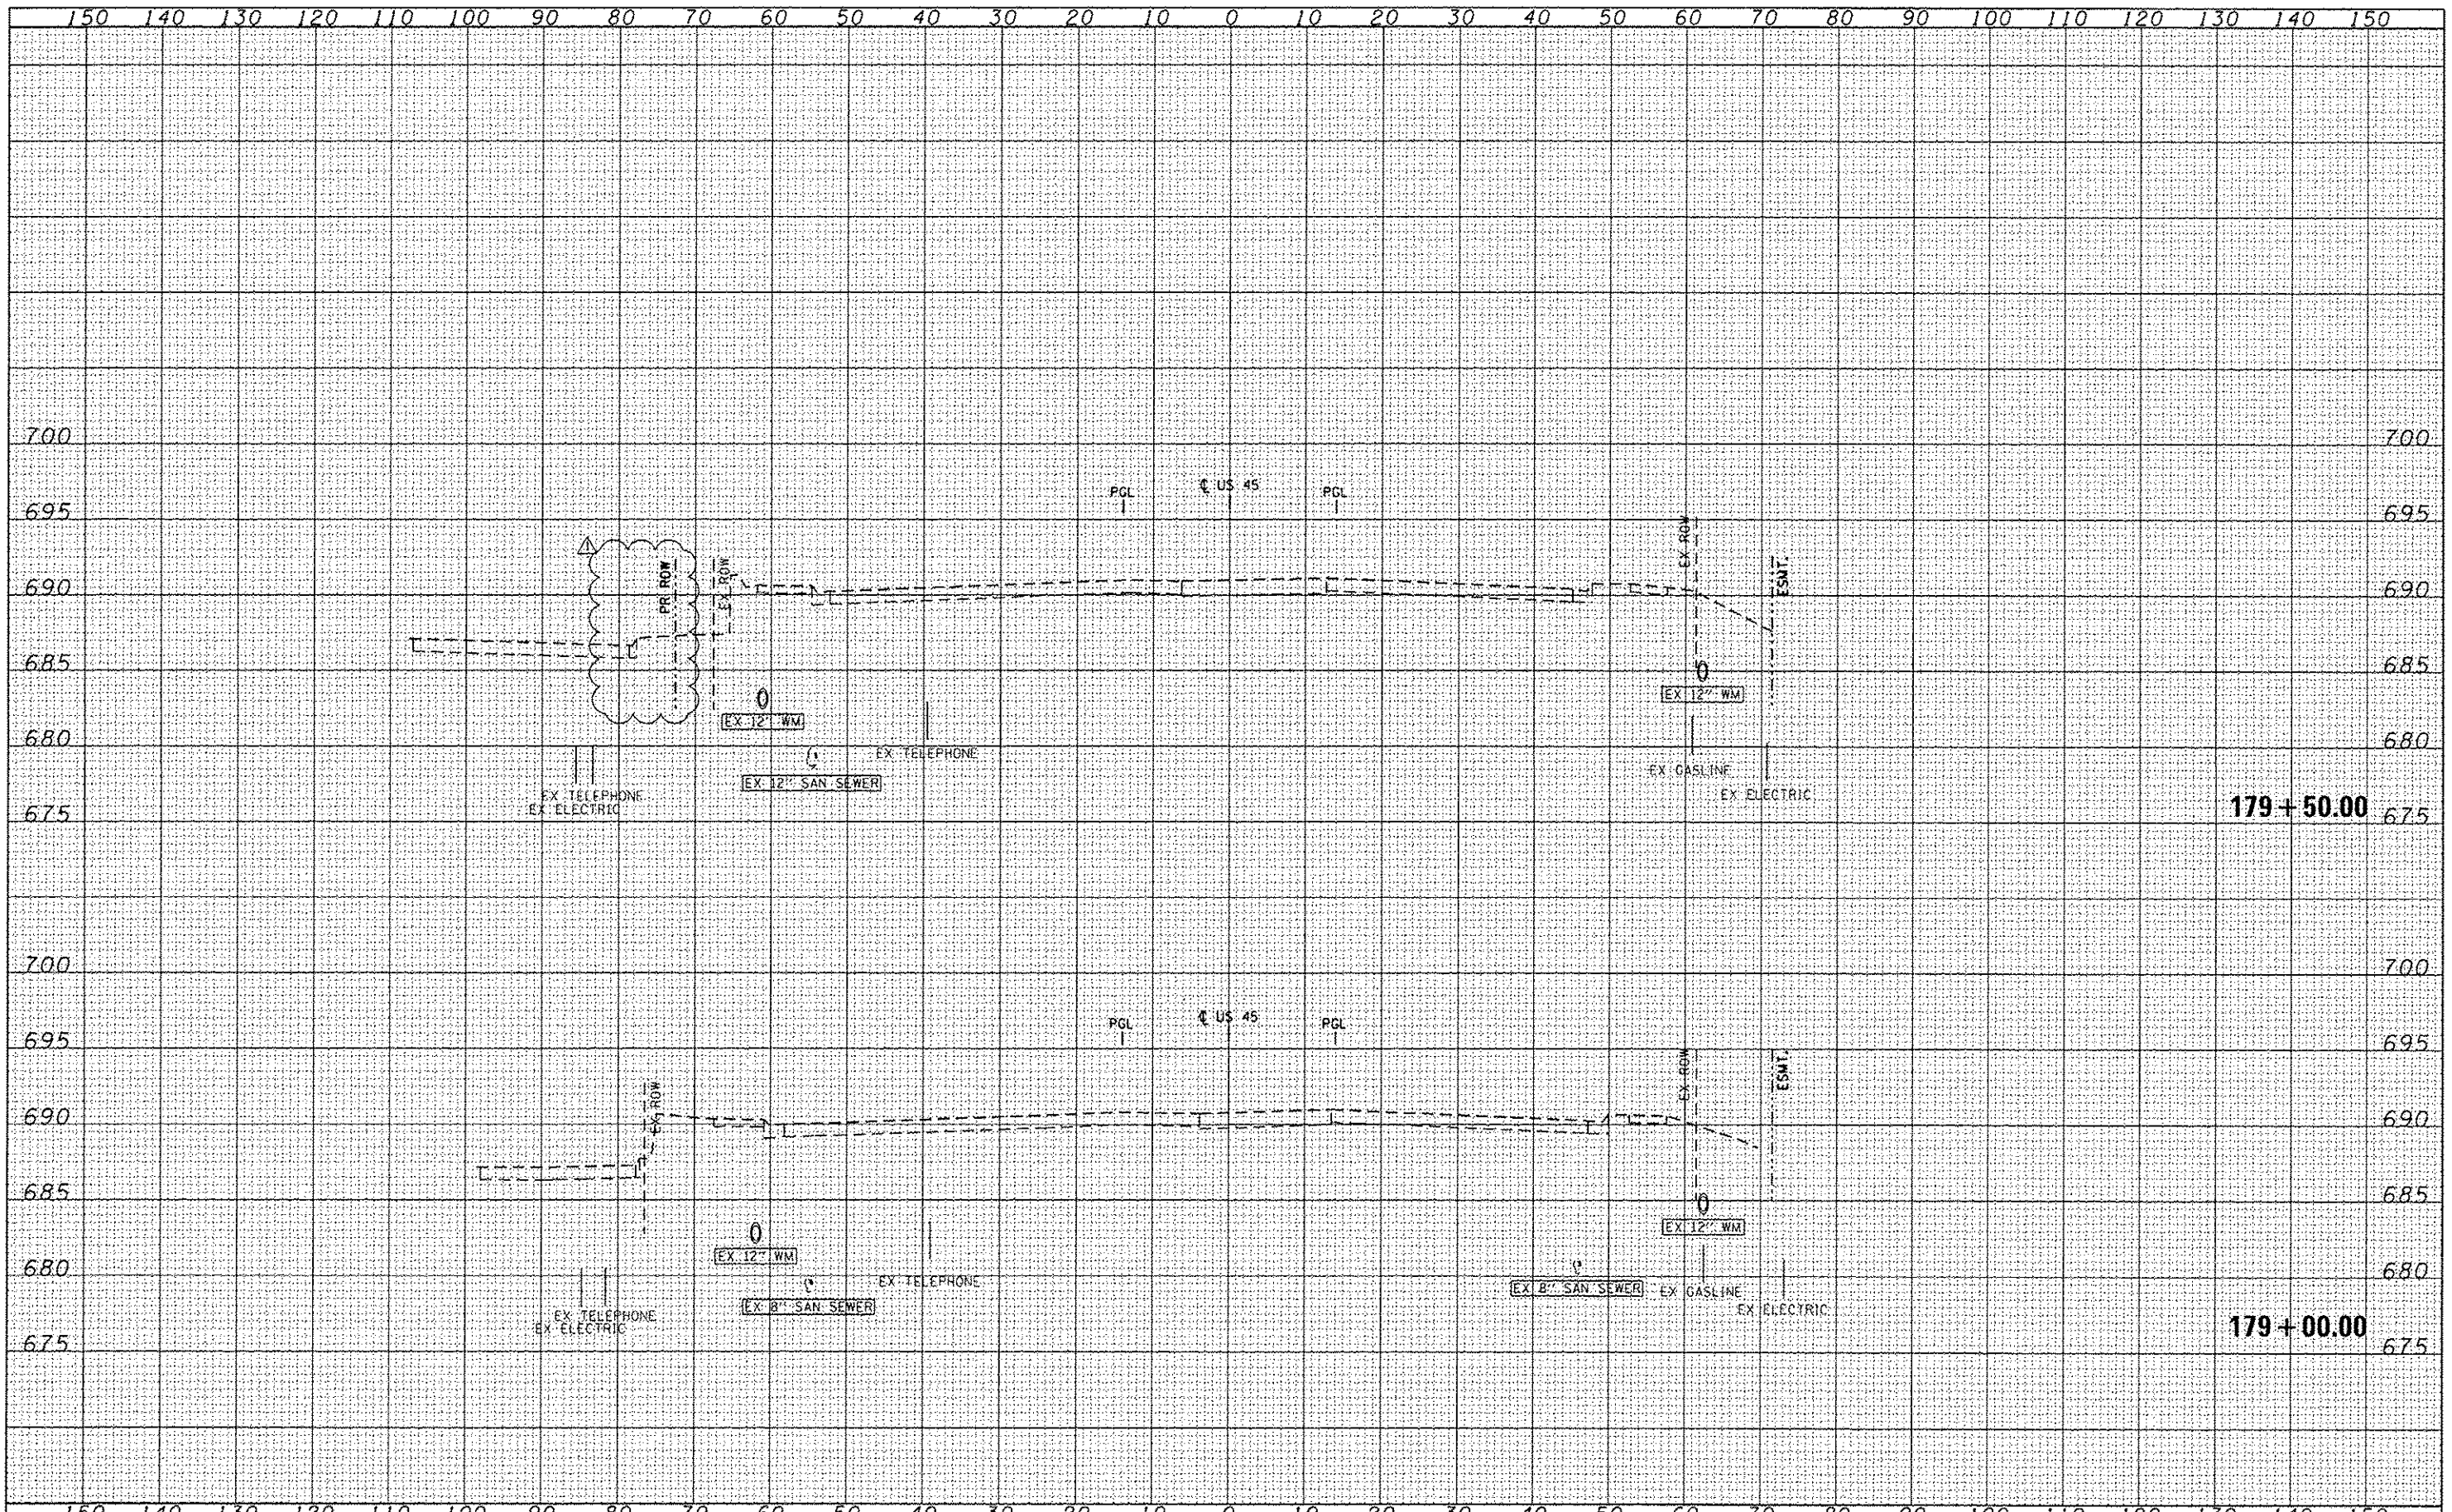 150 140 130 120 110 100 90 80 70 60 50 40 30 20 10 0 10 20 30 40 50 60 70 80 90 100 110 120 130 140 150
700 700
℄ US 45
PGL PGL
695 695
EX ROW
ESMT.
PR ROW
EX ROW
690 690
685 685
EX 12" WM
EX 12" WM
680 680
EX TELEPHONE
EX 12" SAN SEWER
EX GASLINE
EX TELEPHONE
EX ELECTRIC
EX ELECTRIC
179+50.00
675 675
700 700
℄ US 45
PGL PGL
695 695
EX ROW
ESMT.
EX ROW
690 690
685 685
EX 12" WM
EX 12" WM
680 680
EX TELEPHONE
EX 8" SAN SEWER
EX 8" SAN SEWER
EX GASLINE
EX TELEPHONE
EX ELECTRIC
EX ELECTRIC
179+00.00
675 675
150 140 130 120 110 100 90 80 70 60 50 40 30 20 10 0 10 20 30 40 50 60 70 80 90 100 110 120 130 140 150